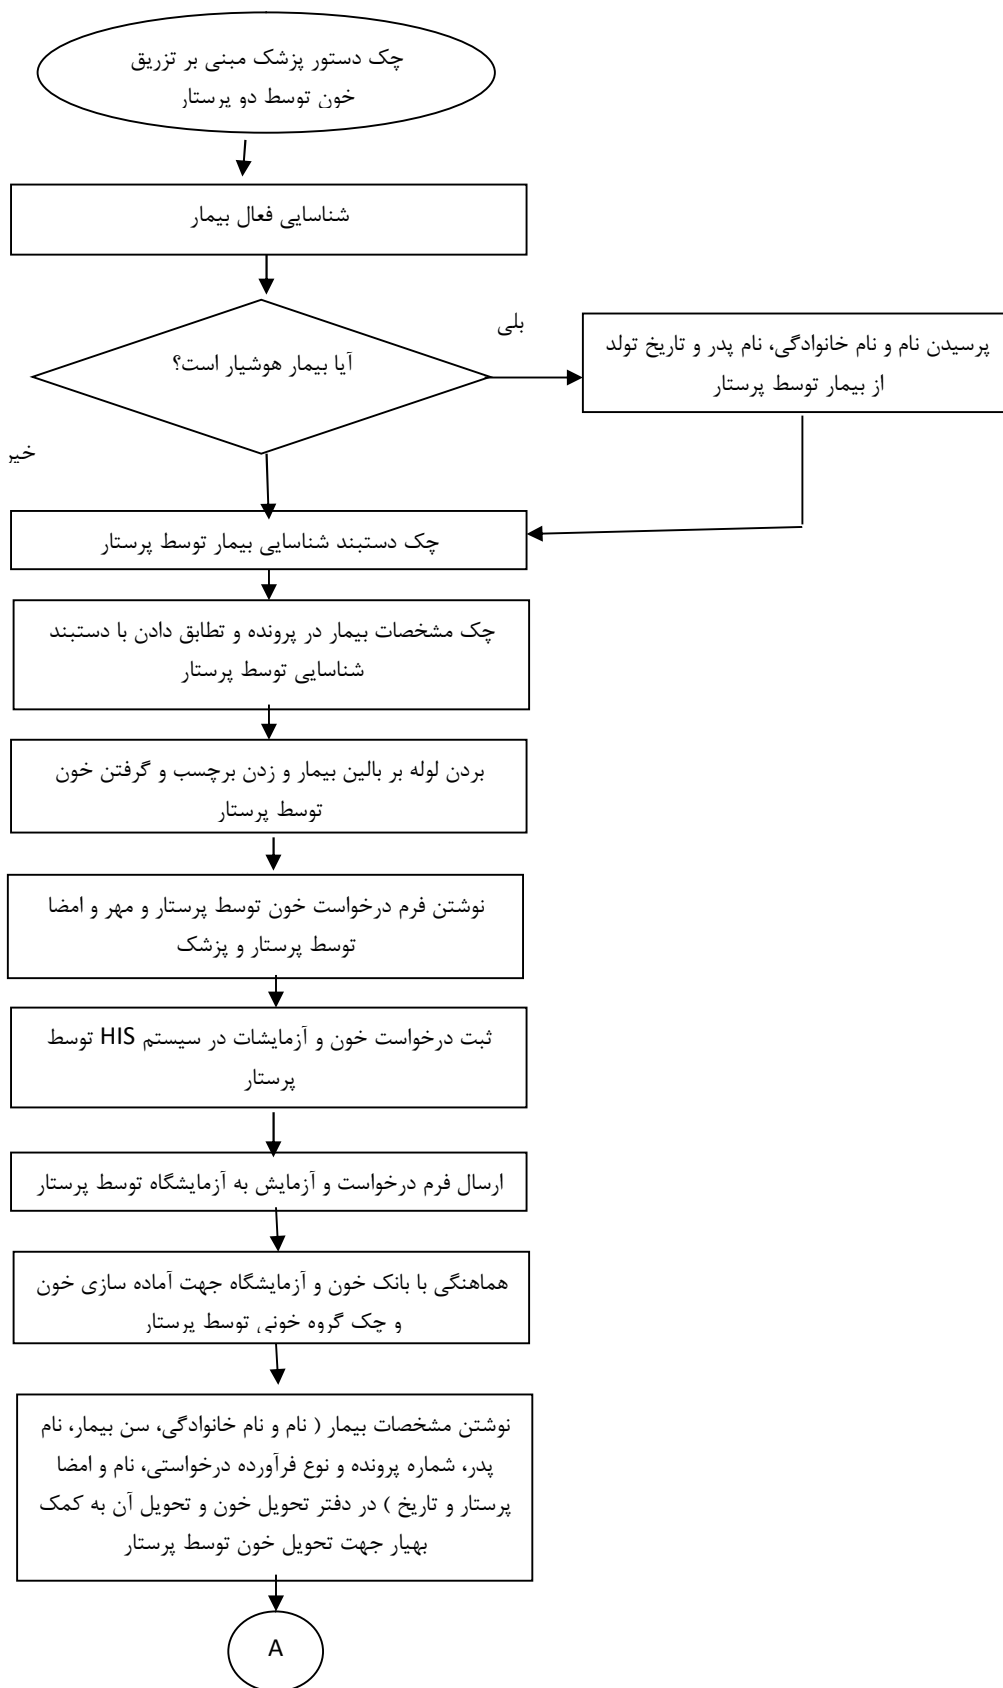 چک دستور پزشک مبنی بر تزریق
خون توسط دو پرستار
شناسایی فعال بیمار
آیا بیمار هوشیار است؟
بلی
پرسیدن نام و نام خانوادگی، نام پدر و تاریخ تولد
از بیمار توسط پرستار
خیر
چک دستبند شناسایی بیمار توسط پرستار
چک مشخصات بیمار در پرونده و تطابق دادن با دستبند
شناسایی توسط پرستار
بردن لوله بر بالین بیمار و زدن برچسب و گرفتن خون
توسط پرستار
نوشتن فرم درخواست خون توسط پرستار و مهر و امضا
توسط پرستار و پزشک
ثبت درخواست خون و آزمایشات در سیستم HIS توسط
پرستار
ارسال فرم درخواست و آزمایش به آزمایشگاه توسط پرستار
هماهنگی با بانک خون و آزمایشگاه جهت آماده سازی خون
و چک گروه خونی توسط پرستار
نوشتن مشخصات بیمار ( نام و نام خانوادگی، سن بیمار، نام
پدر، شماره پرونده و نوع فرآورده درخواستی، نام و امضا
پرستار و تاریخ ) در دفتر تحویل خون و تحویل آن به کمک
بهیار جهت تحویل خون توسط پرستار
A